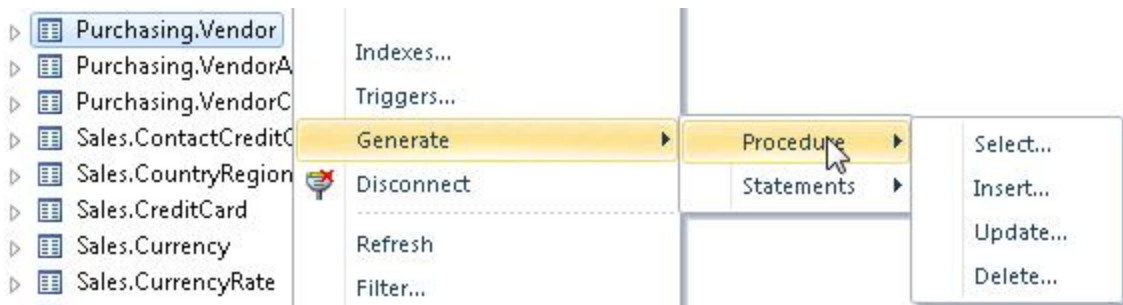 Purchasing.Vendor
Purchasing.VendorA
Purchasing.VendorC
Sales.ContactCreditC
Sales.CountryRegion
Sales.CreditCard
Sales.Currency
Sales.CurrencyRate
Indexes...
Triggers...
Generate
Disconnect
Refresh
Filter...
Procedure
Statements
Select...
Insert...
Update...
Delete...